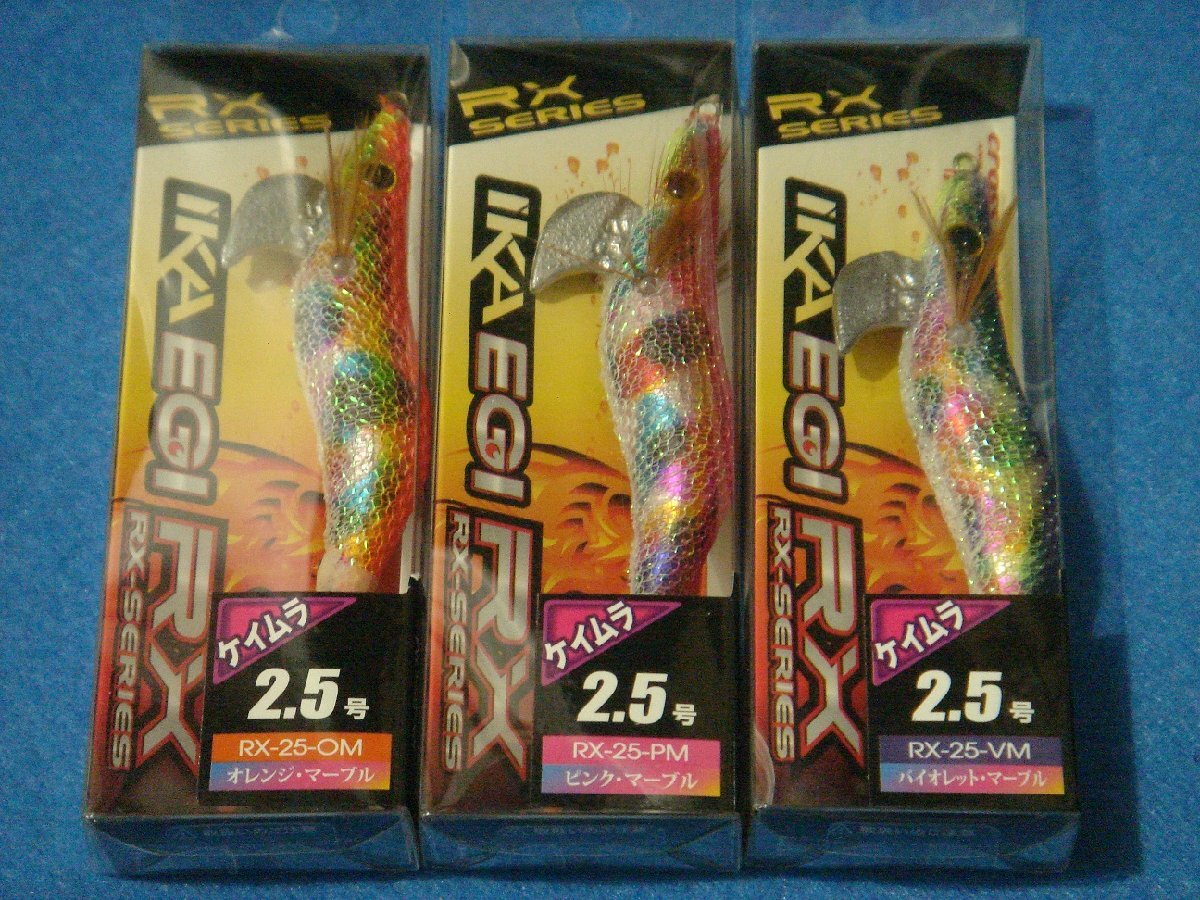 RX
SERIES
IKA EGI
RX
RX-SERIES
ケイムラ
2.5号
RX-25-OM
オレンジ・マーブル
RX
SERIES
IKA EGI
RX
RX-SERIES
ケイムラ
2.5号
RX-25-PM
ピンク・マーブル
RX
SERIES
IKA EGI
RX
RX-SERIES
ケイムラ
2.5号
RX-25-VM
バイオレット・マーブル